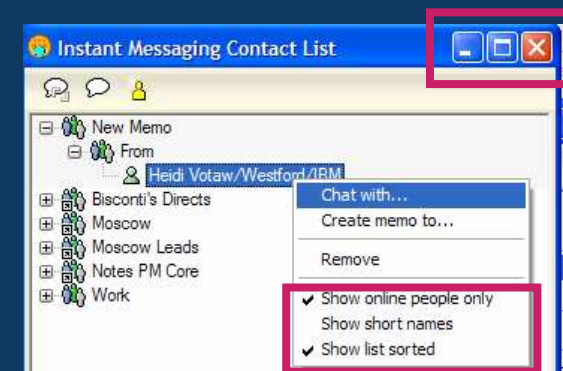 Instant Messaging Contact List
New Memo
From
Heidi Votaw/Westford/IBM
Bisconti's Directs
Moscow
Moscow Leads
Notes PM Core
Work
Chat with...
Create memo to...
Remove
Show online people only
Show short names
Show list sorted